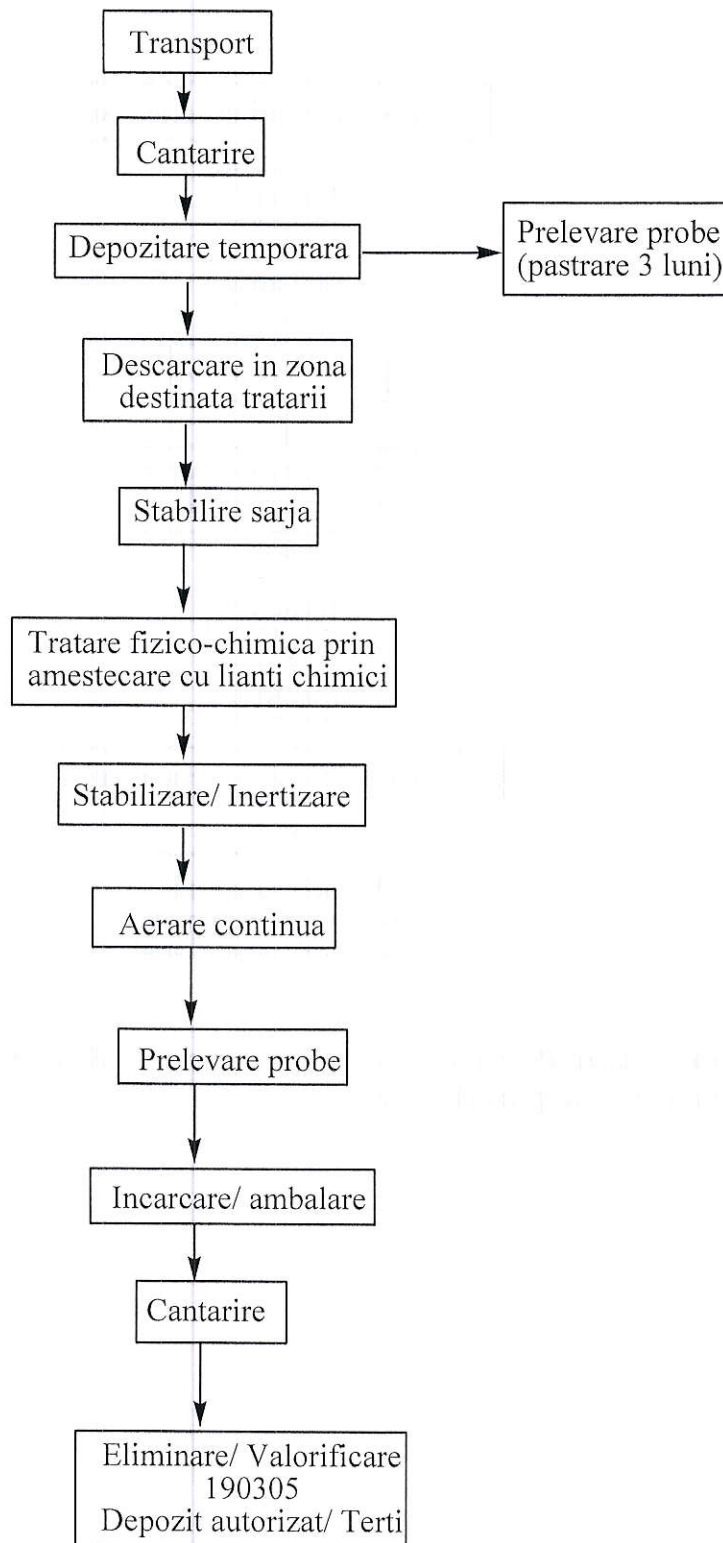 Transport
Cantarire
Depozitare temporara
Prelevare probe
(pastrare 3 luni)
Descarcare in zona
destinata tratarii
Stabilire sarja
Tratare fizico-chimica prin
amestecare cu lianti chimici
Stabilizare/ Inertizare
Aerare continua
Prelevare probe
Incarcare/ ambalare
Cantarire
Eliminare/ Valorificare
190305
Depozit autorizat/ Terti